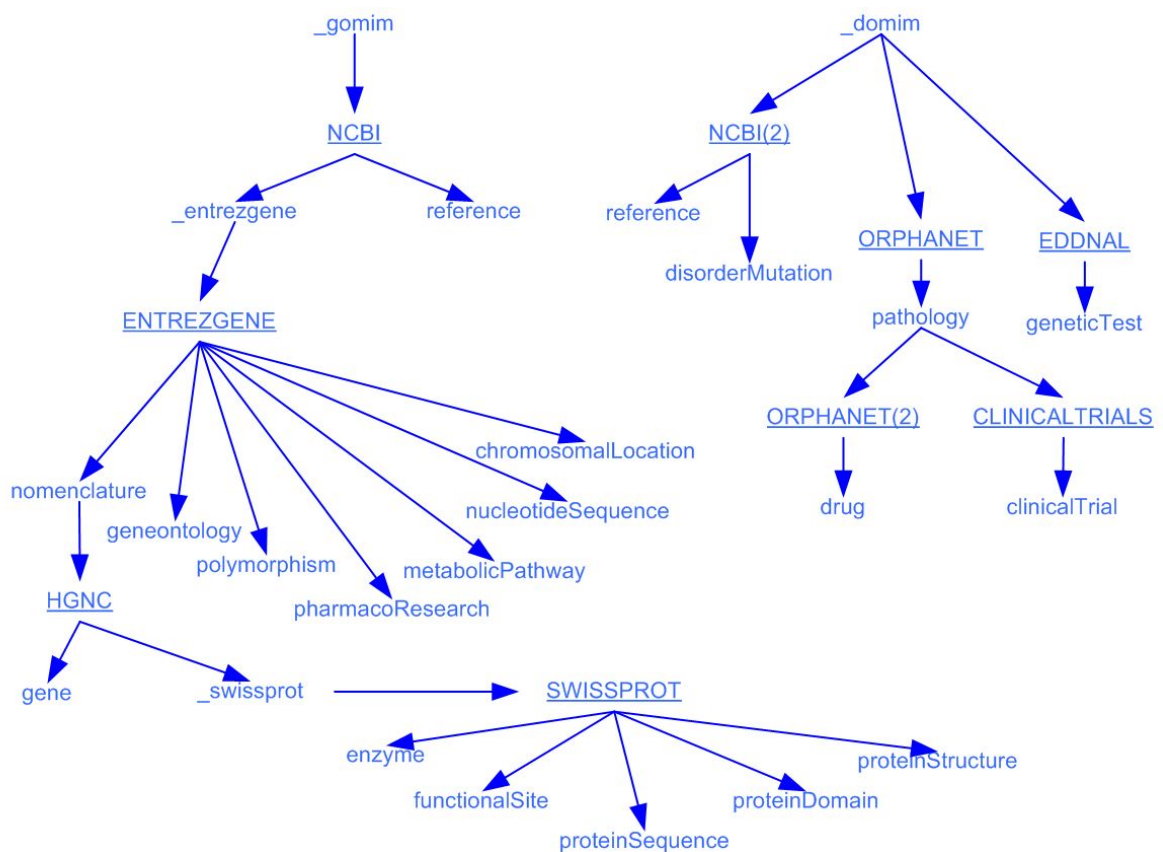 _gomim
_domim
NCBI
NCBI(2)
_entrezgene
reference
reference
ORPHANET
EDDNAL
disorderMutation
ENTREZGENE
pathology
geneticTest
ORPHANET(2)
CLINICALTRIALS
chromosomalLocation
nomenclature
nucleotideSequence
drug
clinicalTrial
geneontology
polymorphism
metabolicPathway
HGNC
pharmacoResearch
gene
_swissprot
SWISSPROT
enzyme
proteinStructure
functionalSite
proteinDomain
proteinSequence